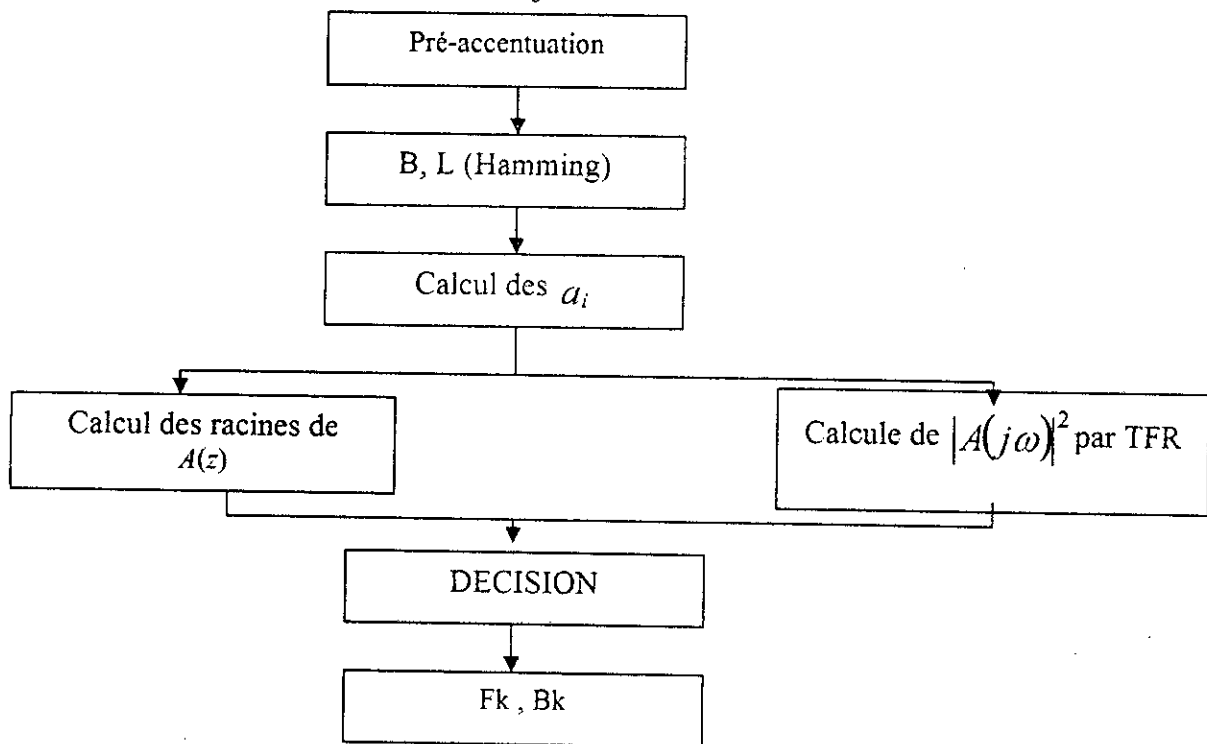 Pré-accentuation
B, L (Hamming)
Calcul des a_i
Calcul des racines de
A(z)
Calcule de |A(jω)|² par TFR
DECISION
Fk , Bk